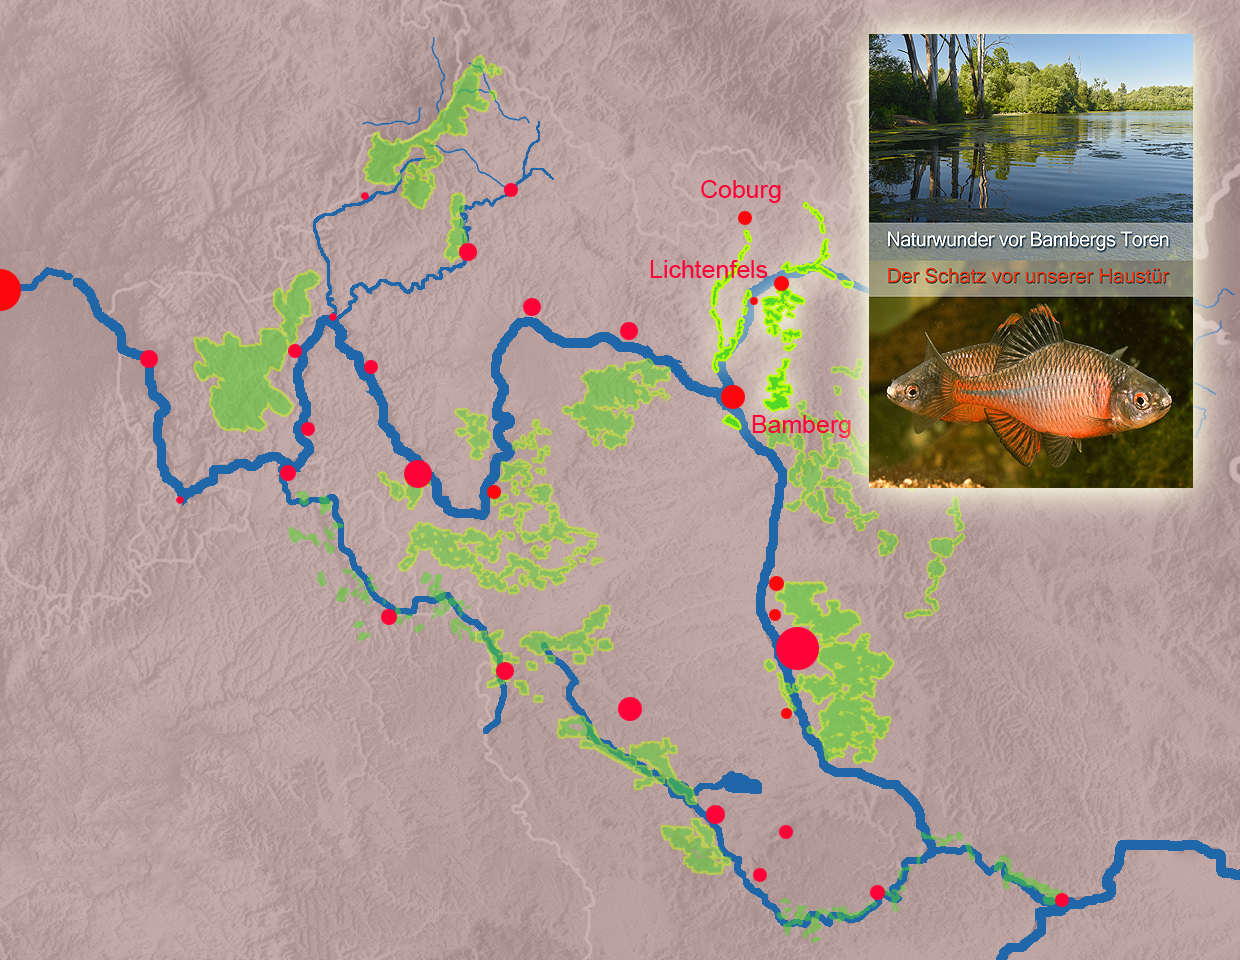 Coburg
Lichtenfels
Bamberg
Naturwunder vor Bambergs Toren
Der Schatz vor unserer Haustür